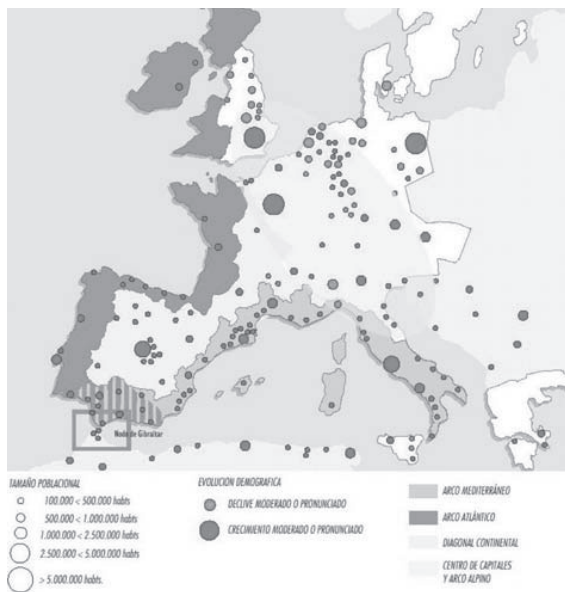 Nodo de Gibraltar
TAMAÑO POBLACIONAL
100.000 < 500.000 habts
500.000 < 1.000.000 habts
1.000.000 < 2.500.000 habts
2.500.000 < 5.000.000 habts
> 5.000.000 habts.
EVOLUCIÓN DEMOGRAFICA
DECLIVE MODERADO O PRONUNCIADO
CRECIMIENTO MODERADO O PRONUNCIADO
ARCO MEDITERRÁNEO
ARCO ATLÁNTICO
DIAGONAL CONTINENTAL
CENTRO DE CAPITALES
Y ARCO ALPINO